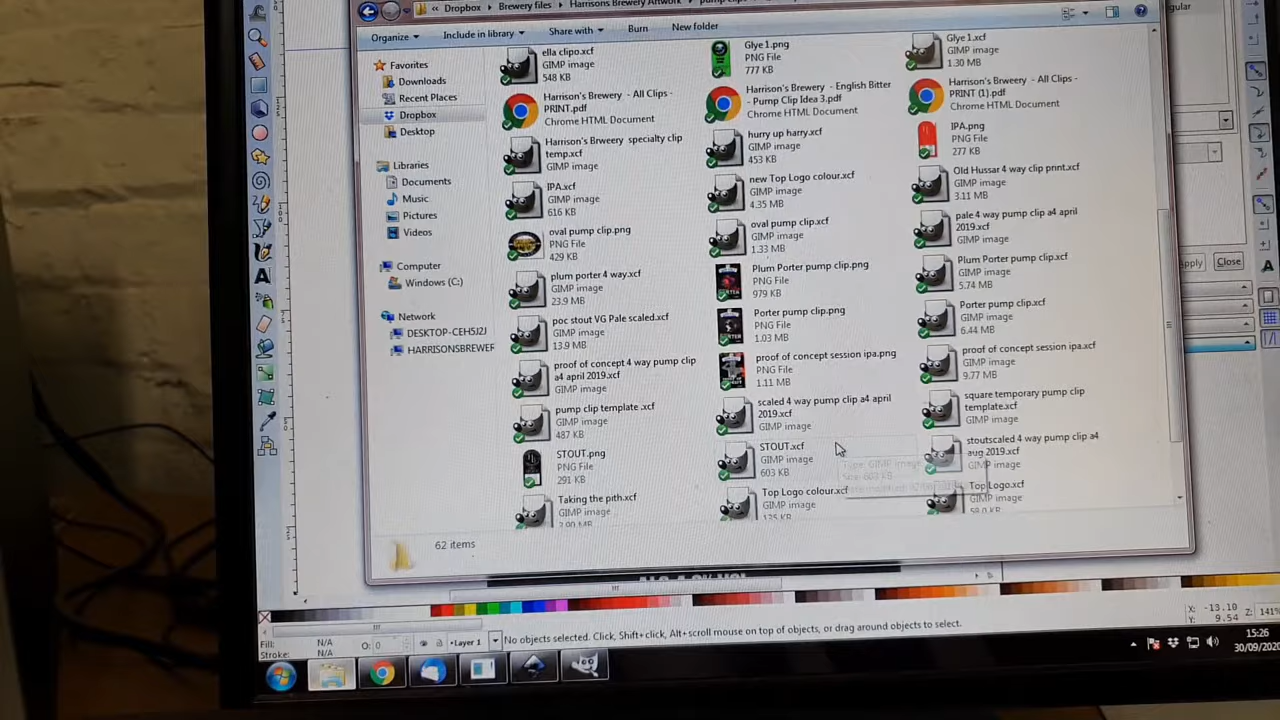 « Dropbox ▸ Brewery files ▸ Harrisons Brewery Artwork ▸
Organize Include in library Share with Burn New folder
Favorites
Downloads
Recent Places
Dropbox
Desktop
Libraries
Documents
Music
Pictures
Videos
Computer
Windows (C:)
Network
DESKTOP-CEH5J2J
HARRISONSBREWER
ella clipo.xcf
GIMP image
548 KB
Glye 1.png
PNG File
777 KB
Glye 1.xcf
GIMP image
1.30 MB
Harrison's Brweery - All Clips -
PRINT.pdf
Chrome HTML Document
Harrison's Brewery - English Bitter
- Pump Clip Idea 3.pdf
Chrome HTML Document
Harrison's Brweery - All Clips -
PRINT (1).pdf
Chrome HTML Document
Harrison's Brweery specialty clip
temp.xcf
GIMP image
hurry up harry.xcf
GIMP image
453 KB
IPA.png
PNG File
277 KB
IPA.xcf
GIMP image
616 KB
new Top Logo colour.xcf
GIMP image
4.35 MB
Old Hussar 4 way clip print.xcf
GIMP image
3.11 MB
oval pump clip.png
PNG File
429 KB
oval pump clip.xcf
GIMP image
1.33 MB
pale 4 way pump clip a4 april
2019.xcf
GIMP image
plum porter 4 way.xcf
GIMP image
23.9 MB
Plum Porter pump clip.png
PNG File
979 KB
Plum Porter pump clip.xcf
GIMP image
5.74 MB
poc stout VG Pale scaled.xcf
GIMP image
13.9 MB
Porter pump clip.png
PNG File
1.03 MB
Porter pump clip.xcf
GIMP image
6.44 MB
proof of concept 4 way pump clip
a4 april 2019.xcf
GIMP image
proof of concept session ipa.png
PNG File
1.11 MB
proof of concept session ipa.xcf
GIMP image
9.77 MB
pump clip template .xcf
GIMP image
487 KB
scaled 4 way pump clip a4 april
2019.xcf
GIMP image
square temporary pump clip
template.xcf
GIMP image
STOUT.png
PNG File
291 KB
STOUT.xcf
GIMP image
603 KB
stoutscaled 4 way pump clip a4
aug 2019.xcf
GIMP image
Taking the pith.xcf
GIMP image
Top Logo colour.xcf
GIMP image
Top Logo.xcf
GIMP image
62 items
Apply Close
Fill: N/A
Stroke: N/A
O: 0
Layer 1
No objects selected. Click, Shift+click, Alt+scroll mouse on top of objects, or drag around objects to select.
X: -13.10
Y: 9.54
Z: 141%
15:26
30/09/2020